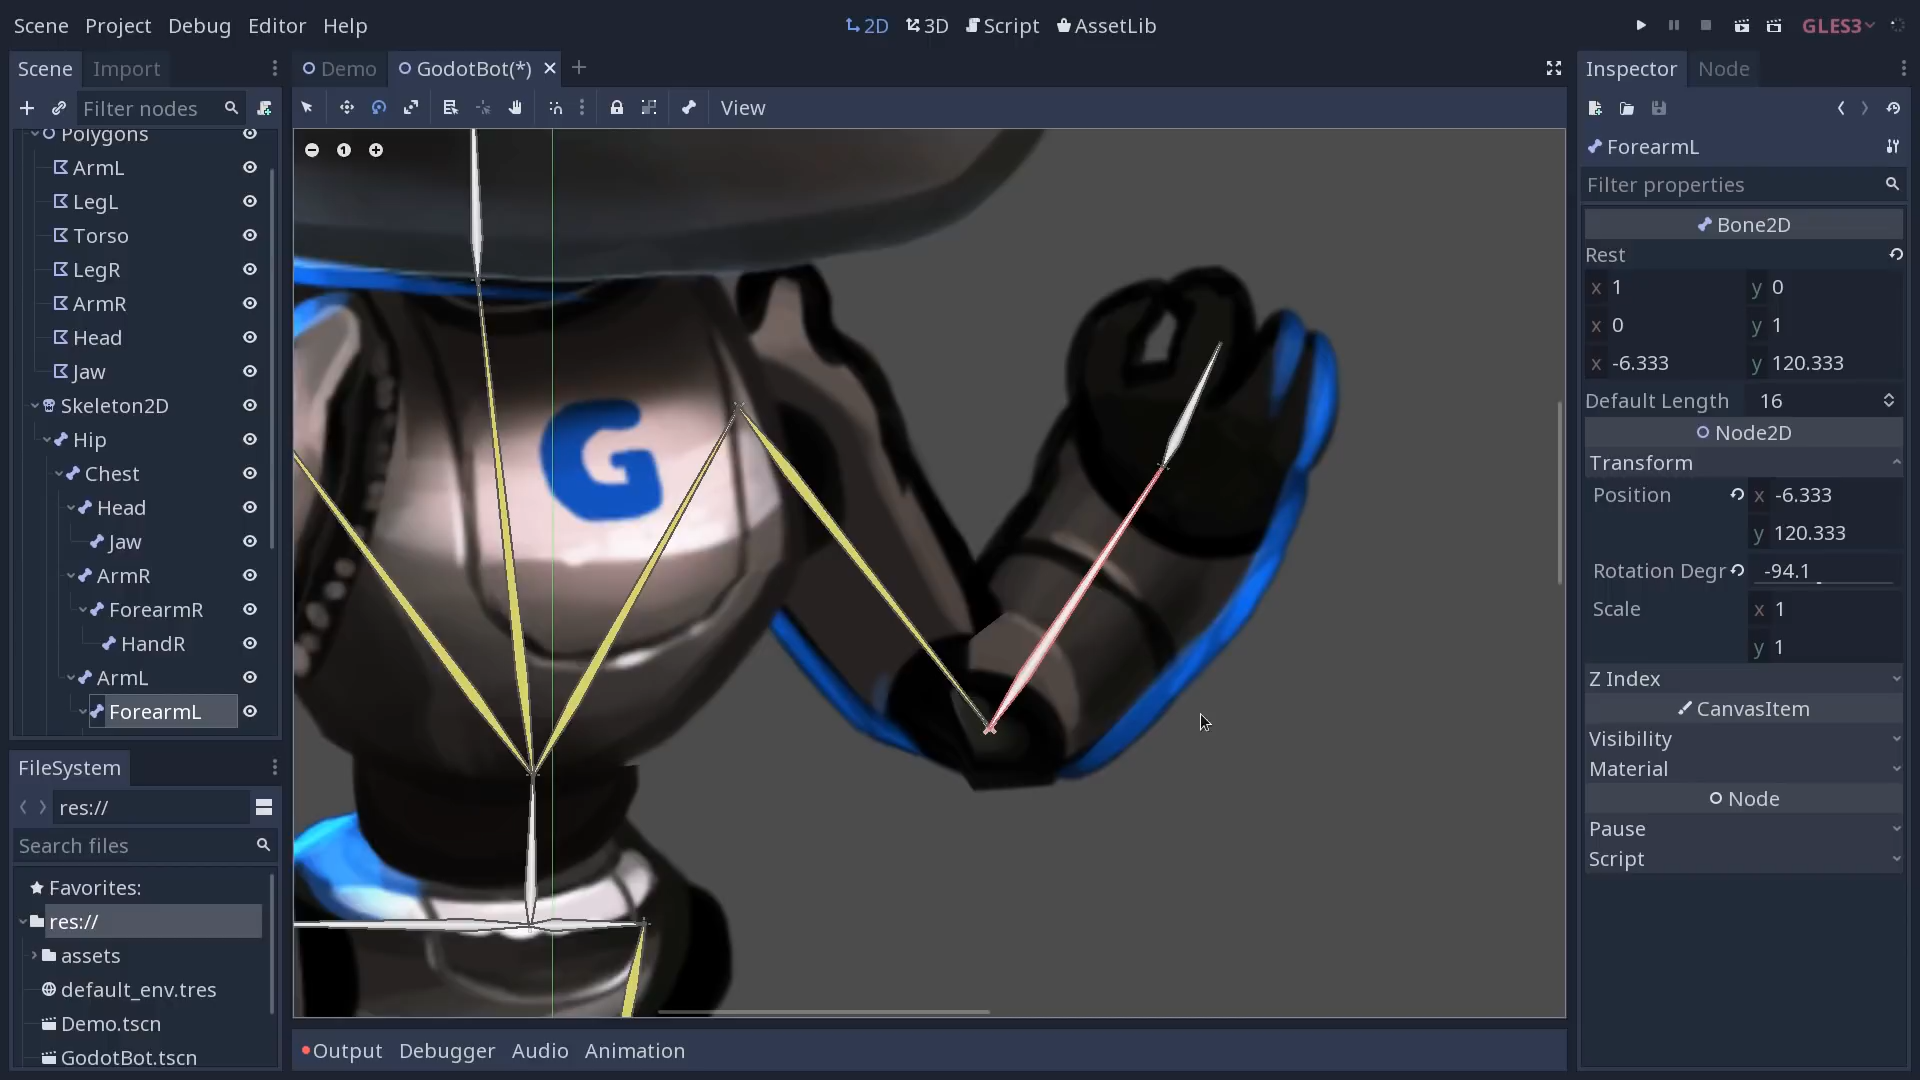 Scene Project Debug Editor Help
2D 3D Script AssetLib
GLES3
Scene Import
Demo GodotBot(*)
Inspector Node
Filter nodes
View
Polygons
ArmL
LegL
Torso
LegR
ArmR
Head
Jaw
Skeleton2D
Hip
Chest
Head
Jaw
ArmR
ForearmR
HandR
ArmL
ForearmL
FileSystem
res://
Search files
Favorites:
res://
assets
default_env.tres
Demo.tscn
GodotBot.tscn
1
G
Output Debugger Audio Animation
ForearmL
Filter properties
Bone2D
Rest
x 1 y 0
x 0 y 1
x -6.333 y 120.333
Default Length 16
Node2D
Transform
Position x -6.333
y 120.333
Rotation Degr -94.1
Scale x 1
y 1
Z Index
CanvasItem
Visibility
Material
Node
Pause
Script